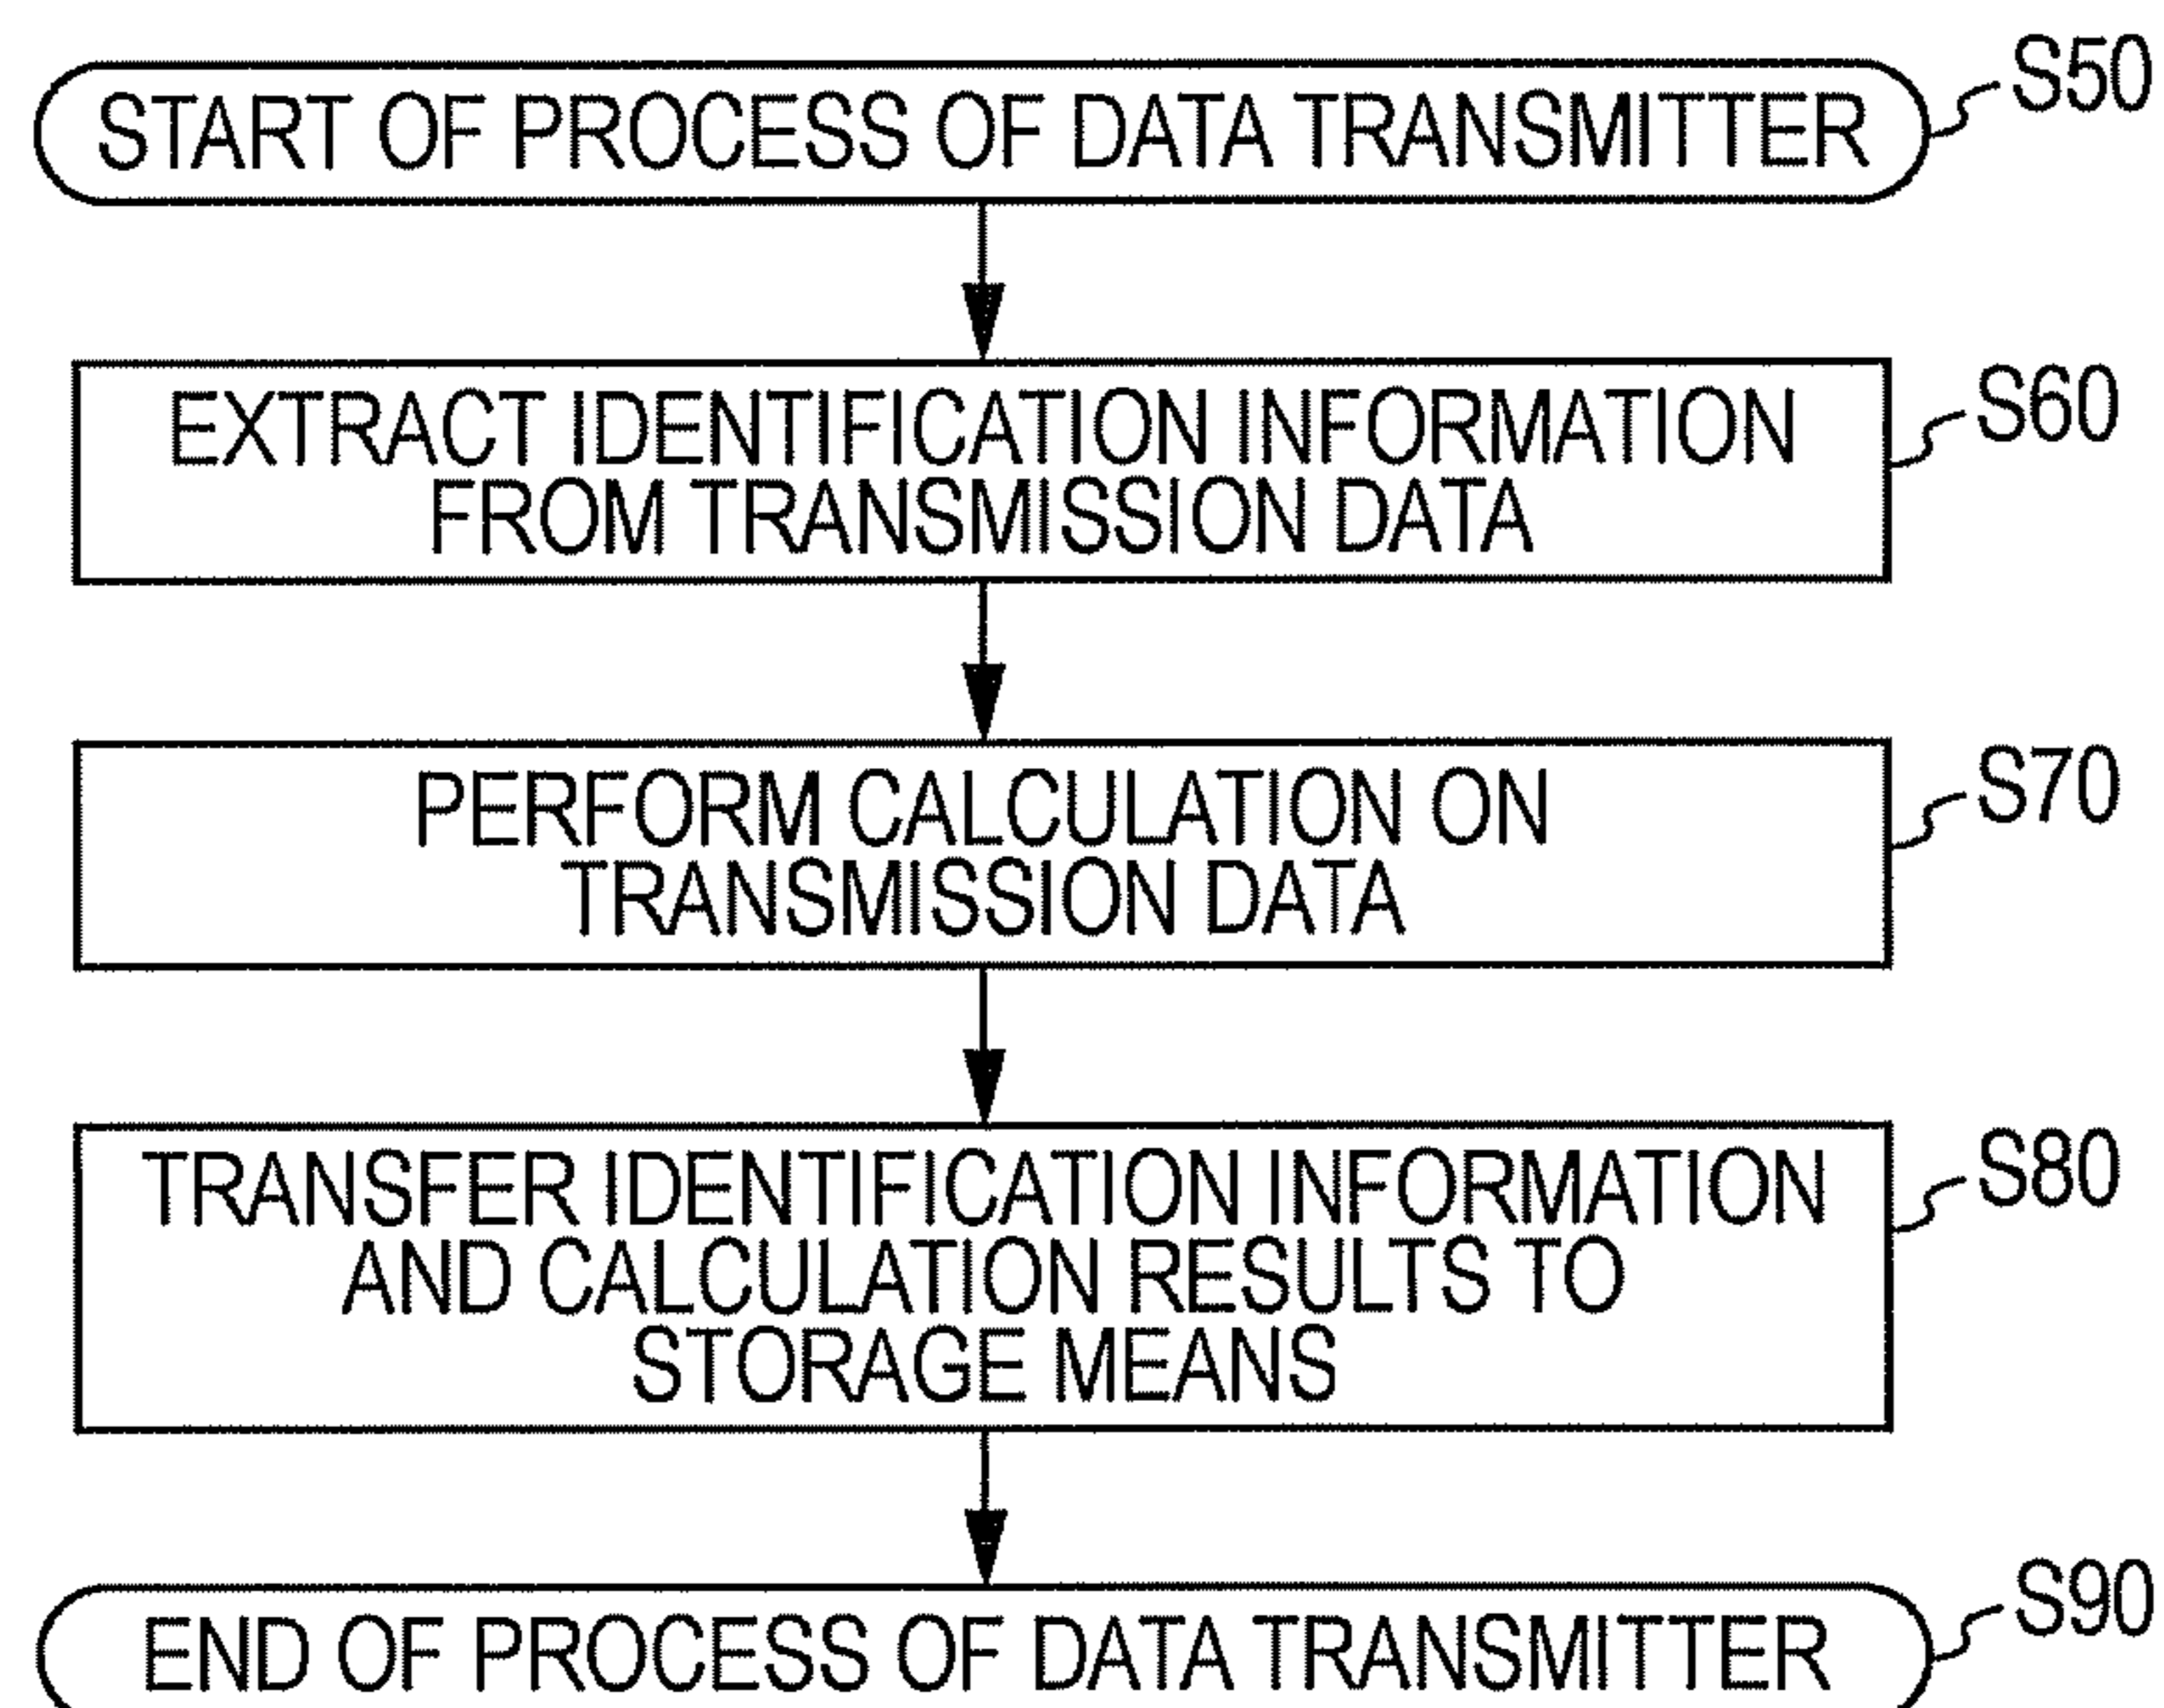 START OF PROCESS OF DATA TRANSMITTER
S50
EXTRACT IDENTIFICATION INFORMATION
FROM TRANSMISSION DATA
S60
PERFORM CALCULATION ON
TRANSMISSION DATA
S70
TRANSFER IDENTIFICATION INFORMATION
AND CALCULATION RESULTS TO
STORAGE MEANS
S80
END OF PROCESS OF DATA TRANSMITTER
S90